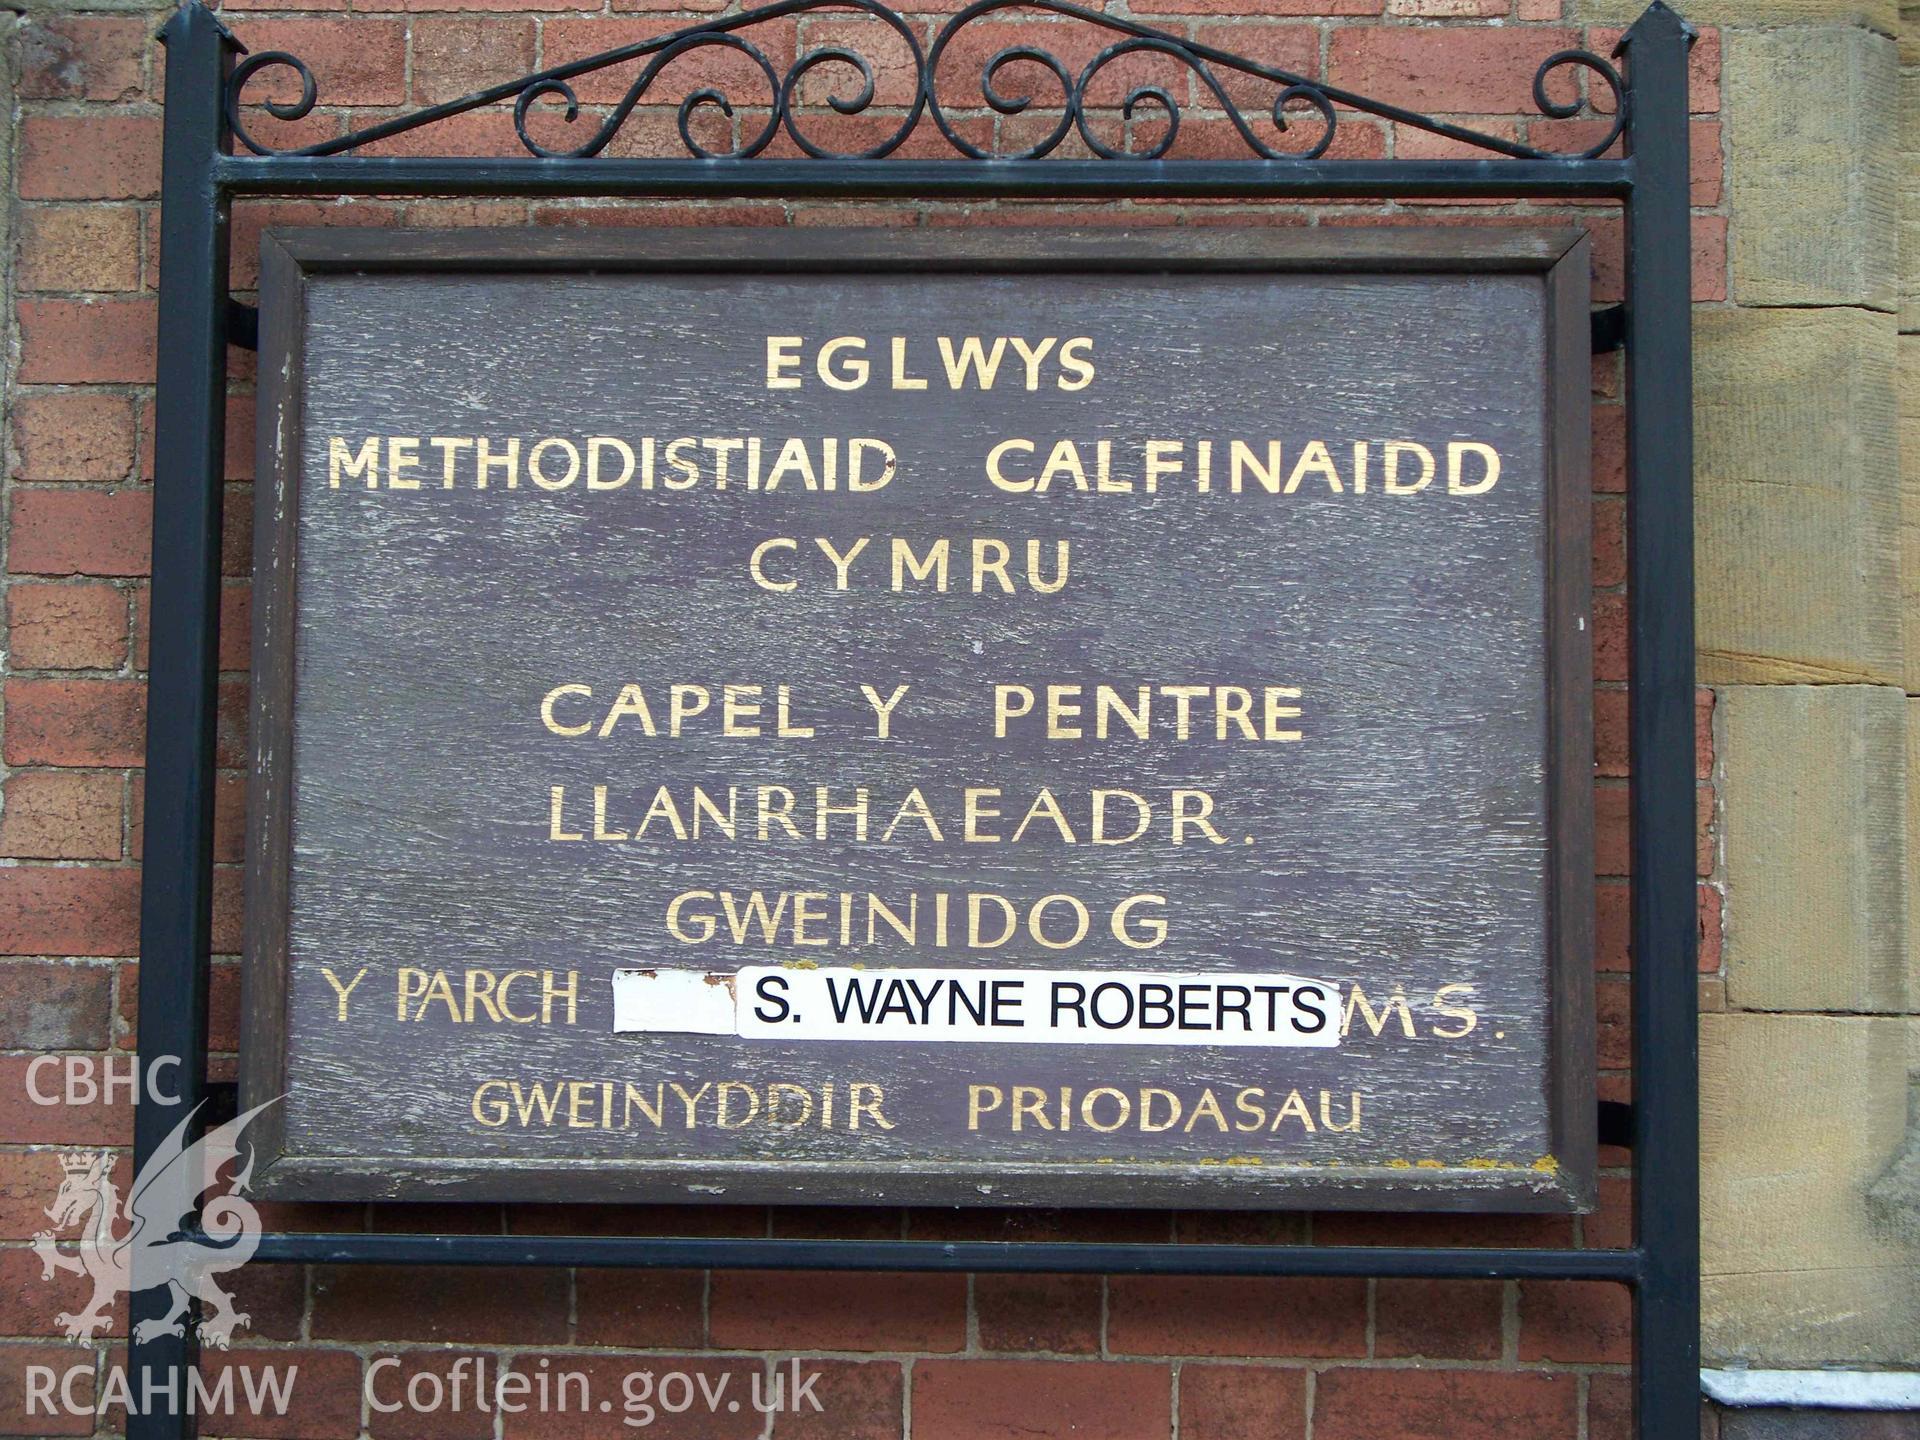 EGLWYS
METHODISTIAID CALFINAIDD
CYMRU
CAPEL Y PENTRE
LLANRHAEADR.
GWEINIDOG
Y PARCH S. WAYNE ROBERTS MS.
GWEINYDDIR PRIODASAU
CBHC
RCAHMW Coflein.gov.uk